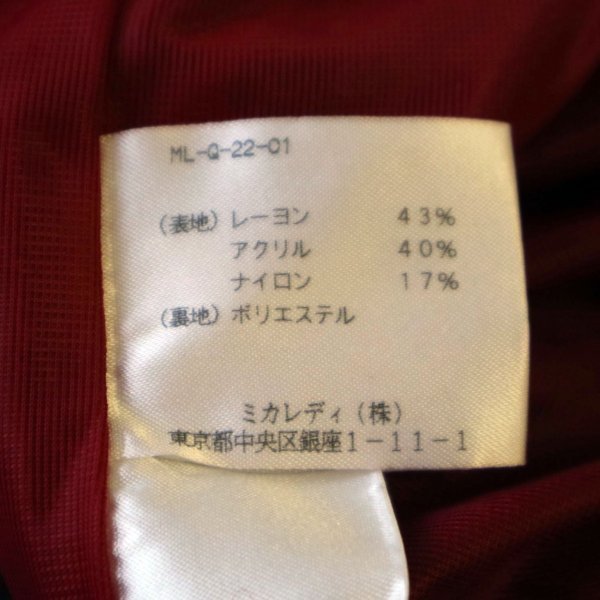 ML-Q-22-01
(表地) レーヨン 43%
アクリル 40%
ナイロン 17%
(裏地) ポリエステル
ミカレディ(株)
東京都中央区銀座1-11-1